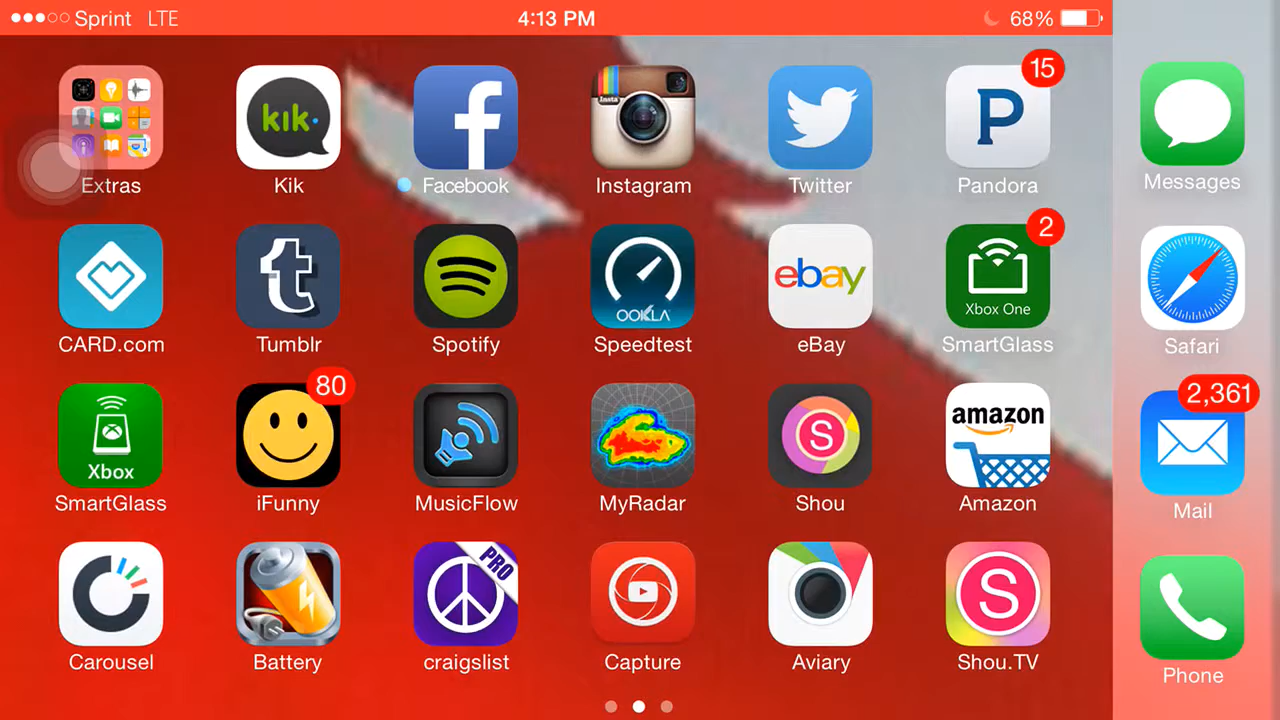 Sprint LTE 4:13 PM 68%
15
kik·
Insta
P
Extras Kik Facebook Instagram Twitter Pandora Messages
2
OOKLA
ebay
Xbox One
CARD.com Tumblr Spotify Speedtest eBay SmartGlass Safari
80 2,361
Xbox
S
amazon
SmartGlass iFunny MusicFlow MyRadar Shou Amazon Mail
PRO
S
Carousel Battery craigslist Capture Aviary Shou.TV Phone